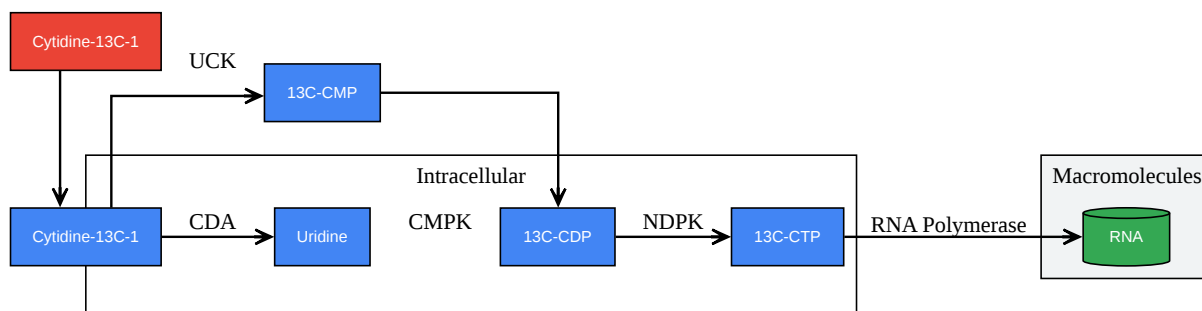 Cytidine-13C-1
UCK
13C-CMP
Intracellular
Macromolecules
Cytidine-13C-1
CDA
Uridine
CMPK
13C-CDP
NDPK
13C-CTP
RNA Polymerase
RNA